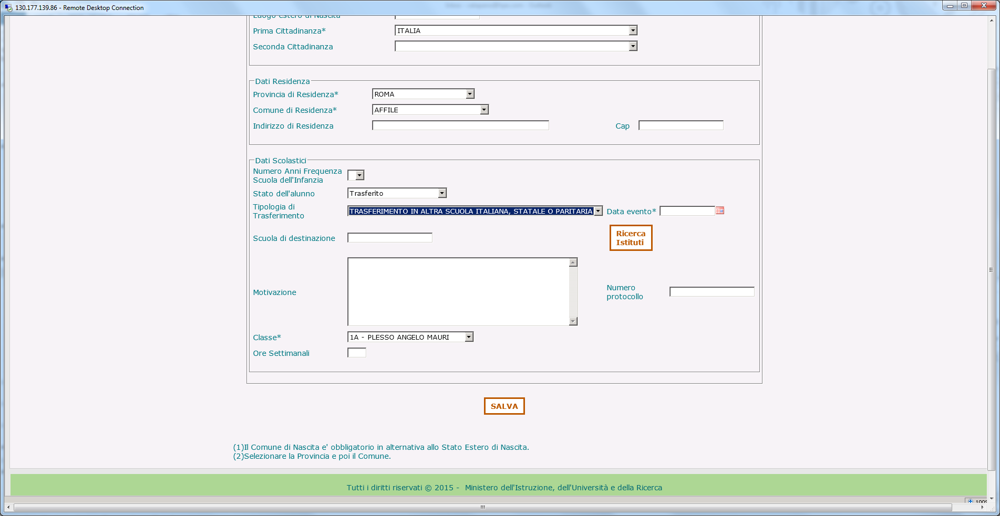 130.177.139.86 - Remote Desktop Connection
Luogo Estero di Nascita
Prima Cittadinanza*
ITALIA
Seconda Cittadinanza
Dati Residenza
Provincia di Residenza*
ROMA
Comune di Residenza*
AFFILE
Indirizzo di Residenza
Cap
Dati Scolastici
Numero Anni Frequenza
Scuola dell'Infanzia
Stato dell'alunno
Trasferito
Tipologia di
Trasferimento
TRASFERIMENTO IN ALTRA SCUOLA ITALIANA, STATALE O PARITARIA
Data evento*
Scuola di destinazione
Ricerca
Istituti
Motivazione
Numero
protocollo
Classe*
1A - PLESSO ANGELO MAURI
Ore Settimanali
SALVA
(1)Il Comune di Nascita e' obbligatorio in alternativa allo Stato Estero di Nascita.
(2)Selezionare la Provincia e poi il Comune.
Tutti i diritti riservati © 2015 - Ministero dell'Istruzione, dell'Università e della Ricerca